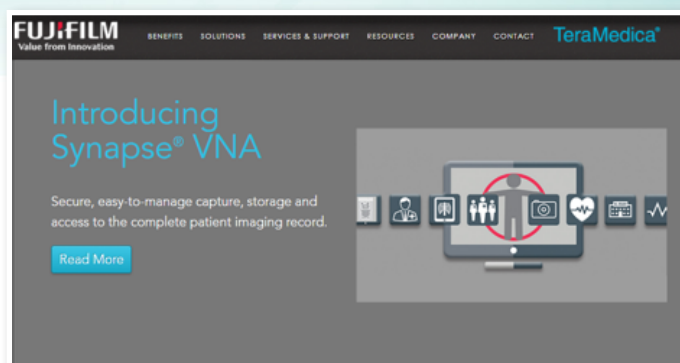 FUJIFILM
Value from Innovation
BENEFITS SOLUTIONS SERVICES & SUPPORT RESOURCES COMPANY CONTACT
TeraMedica®
Introducing
Synapse® VNA
Secure, easy-to-manage capture, storage and
access to the complete patient imaging record.
Read More